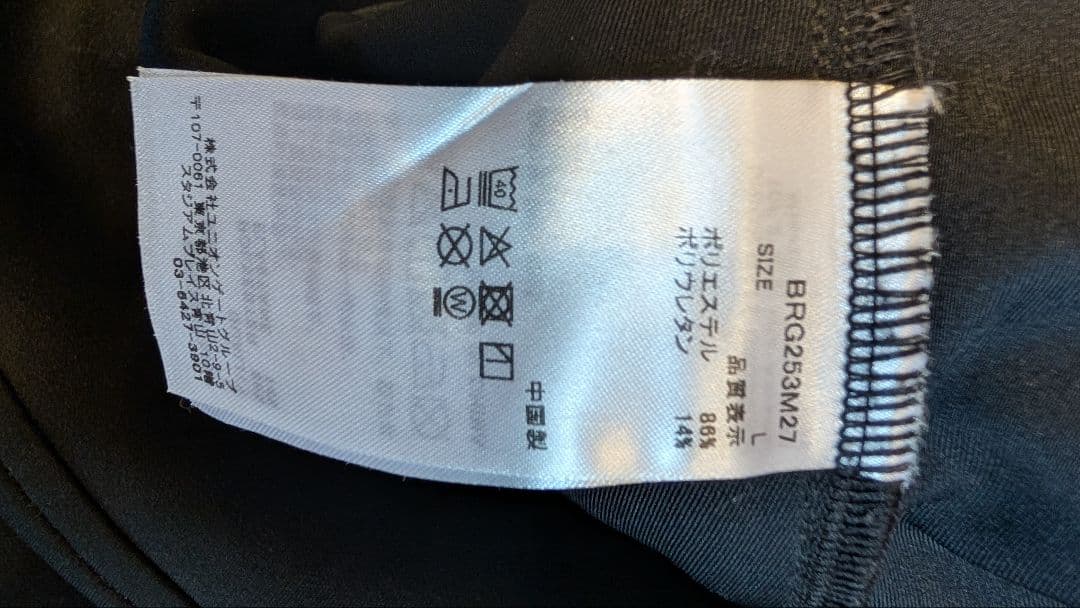 BRG253M27
SIZE L
品質表示
ポリエステル 86%
ポリウレタン 14%
中国製
40
W
株式会社ユニオンゲートグループ
〒107-0061 東京都港区北青山2-9-5
スタジアムプレイス青山 10階
03-6427-3901